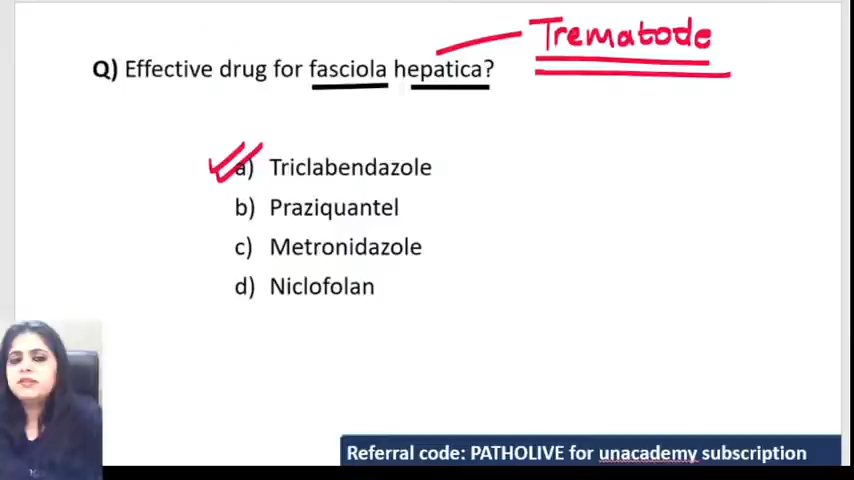 Trematode
Q) Effective drug for fasciola hepatica?
a) Triclabendazole
b) Praziquantel
c) Metronidazole
d) Niclofolan
Referral code: PATHOLIVE for unacademy subscription